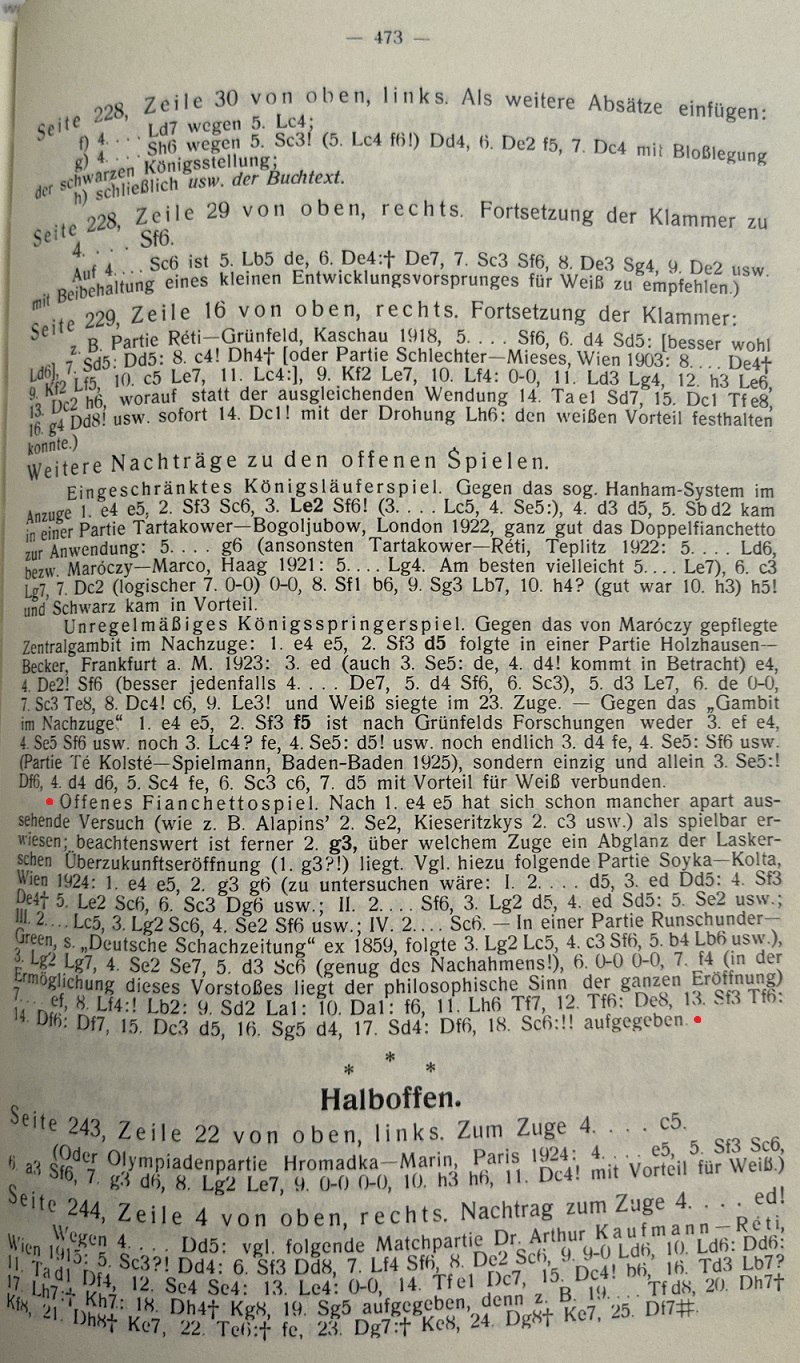 — 473 —
Seite 228, Zeile 30 von oben, links. Als weitere Absätze einfügen:
f) 4. . . . Ld7 wegen 5. Lc4;
g) 4. . . . Sh6 wegen 5. Sc3! (5. Lc4 f6!) Dd4, 6. De2 f5, 7. Dc4 mit Bloßlegung
der schwarzen Königsstellung;
h) schließlich usw. der Buchtext.
Seite 228, Zeile 29 von oben, rechts. Fortsetzung der Klammer zu
4. . . . Sf6.
Auf 4. . . . Sc6 ist 5. Lb5 de, 6. De4:† De7, 7. Sc3 Sf6, 8. De3 Sg4, 9. De2 usw.
mit Beibehaltung eines kleinen Entwicklungsvorsprunges für Weiß zu empfehlen.)
Seite 229, Zeile 16 von oben, rechts. Fortsetzung der Klammer:
z. B. Partie Réti—Grünfeld, Kaschau 1918, 5. . . . Sf6, 6. d4 Sd5: [besser wohl
Ld6], 7. Sd5: Dd5: 8. c4! Dh4† [oder Partie Schlechter—Mieses, Wien 1903: 8. . . . De4†
9. Kf2 Lf5, 10. c5 Le7, 11. Lc4:], 9. Kf2 Le7, 10. Lf4: 0-0, 11. Ld3 Lg4, 12. h3 Le6,
13. Dc2 h6, worauf statt der ausgleichenden Wendung 14. Tae1 Sd7, 15. Dc1 Tfe8,
16. g4 Dd8! usw. sofort 14. Dc1! mit der Drohung Lh6: den weißen Vorteil festhalten
konnte.)
Weitere Nachträge zu den offenen Spielen.
Eingeschränktes Königsläuferspiel. Gegen das sog. Hanham-System im
Anzuge 1. e4 e5, 2. Sf3 Sc6, 3. Le2 Sf6! (3. . . . Lc5, 4. Se5:), 4. d3 d5, 5. Sbd2 kam
in einer Partie Tartakower—Bogoljubow, London 1922, ganz gut das Doppelfianchetto
zur Anwendung: 5. . . . g6 (ansonsten Tartakower—Réti, Teplitz 1922: 5. . . . Ld6,
bezw. Maróczy—Marco, Haag 1921: 5. . . . Lg4. Am besten vielleicht 5. . . . Le7), 6. c3
Lg7, 7. Dc2 (logischer 7. 0-0) 0-0, 8. Sf1 b6, 9. Sg3 Lb7, 10. h4? (gut war 10. h3) h5!
und Schwarz kam in Vorteil.
Unregelmäßiges Königsspringerspiel. Gegen das von Maróczy gepflegte
Zentralgambit im Nachzuge: 1. e4 e5, 2. Sf3 d5 folgte in einer Partie Holzhausen—
Becker, Frankfurt a. M. 1923: 3. ed (auch 3. Se5: de, 4. d4! kommt in Betracht) e4,
4. De2! Sf6 (besser jedenfalls 4. . . . De7, 5. d4 Sf6, 6. Sc3), 5. d3 Le7, 6. de 0-0,
7. Sc3 Te8, 8. Dc4! c6, 9. Le3! und Weiß siegte im 23. Zuge. — Gegen das „Gambit
im Nachzuge“ 1. e4 e5, 2. Sf3 f5 ist nach Grünfelds Forschungen weder 3. ef e4,
4. Se5 Sf6 usw. noch 3. Lc4? fe, 4. Se5: d5! usw. noch endlich 3. d4 fe, 4. Se5: Sf6 usw.
(Partie Té Kolsté—Spielmann, Baden-Baden 1925), sondern einzig und allein 3. Se5:!
Df6, 4. d4 d6, 5. Sc4 fe, 6. Sc3 c6, 7. d5 mit Vorteil für Weiß verbunden.
Offenes Fianchettospiel. Nach 1. e4 e5 hat sich schon mancher apart aus-
sehende Versuch (wie z. B. Alapins’ 2. Se2, Kieseritzkys 2. c3 usw.) als spielbar er-
wiesen; beachtenswert ist ferner 2. g3, über welchem Zuge ein Abglanz der Lasker-
schen Überzukunftseröffnung (1. g3?!) liegt. Vgl. hiezu folgende Partie Soyka—Kolta,
Wien 1924: 1. e4 e5, 2. g3 g6 (zu untersuchen wäre: I. 2. . . . d5, 3. ed Dd5: 4. Sf3
De4† 5. Le2 Sc6, 6. Sc3 Dg6 usw.; II. 2. . . . Sf6, 3. Lg2 d5, 4. ed Sd5: 5. Se2 usw.;
III. 2. . . . Lc5, 3. Lg2 Sc6, 4. Se2 Sf6 usw.; IV. 2. . . . Sc6. — In einer Partie Runschunder—
Green, s. „Deutsche Schachzeitung“ ex 1859, folgte 3. Lg2 Lc5, 4. c3 Sf6, 5. b4 Lb6 usw.),
3. Lg2 Lg7, 4. Se2 Se7, 5. d3 Sc6 (genug des Nachahmens!), 6. 0-0 0-0, 7. f4 (in der
Ermöglichung dieses Vorstoßes liegt der philosophische Sinn der ganzen Eröffnung)
7. . . . ef, 8. Lf4:! Lb2: 9. Sd2 La1: 10. Da1: f6, 11. Lh6 Tf7, 12. Tf6: De8, 13. Sf3 Tf6:
14. Df6: Df7, 15. Dc3 d5, 16. Sg5 d4, 17. Sd4: Df6, 18. Sc6:!! aufgegeben.
* * *
Halboffen.
Seite 243, Zeile 22 von oben, links. Zum Zuge 4. . . . c5.
(Oder Olympiadenpartie Hromadka—Marin, Paris 1924: 4. . . . e5, 5. Sf3 Sc6,
6. a3 Sf6, 7. g3 d6, 8. Lg2 Le7, 9. 0-0 0-0, 10. h3 h6, 11. Dc4! mit Vorteil für Weiß.)
Seite 244, Zeile 4 von oben, rechts. Nachtrag zum Zuge 4. . . . ed!
Wegen 4. . . . Dd5: vgl. folgende Matchpartie Dr. Arthur Kaufmann—Réti,
Wien 1915: 5. Sc3?! Dd4: 6. Sf3 Dd8, 7. Lf4 Sf6, 8. De2 Sc6, 9. 0-0 Ld6, 10. Ld6: Dd6:
11. Tad1 Df4, 12. Se4 Se4: 13. Le4: 0-0, 14. Tfe1 Dc7, 15. Dc4! b6, 16. Td3 Lb7?
17. Lh7:† Kh7: 18. Dh4† Kg8, 19. Sg5 aufgegeben, denn z. B. 19. . . . Tfd8, 20. Dh7†
Kf8, 21. Dh8† Ke7, 22. Te6:† fe, 23. Dg7:† Ke8, 24. Dg8† Ke7, 25. Df7#.